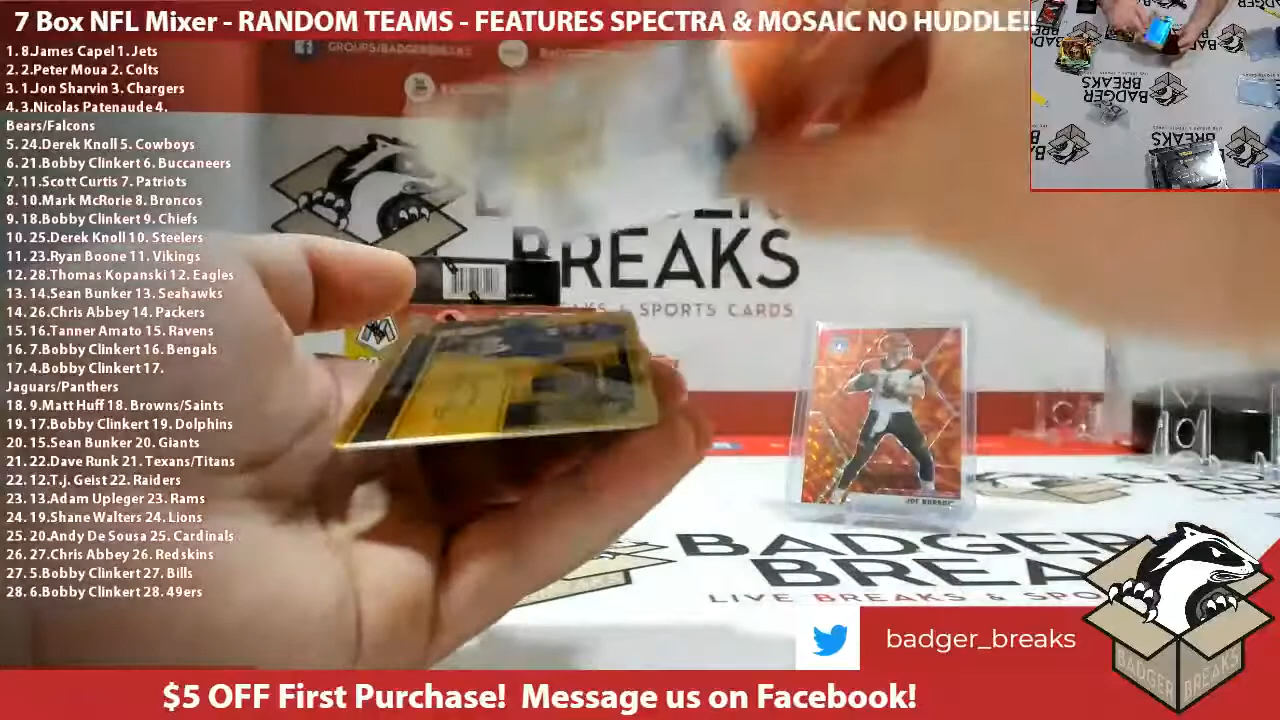 7 Box NFL Mixer - RANDOM TEAMS - FEATURES SPECTRA & MOSAIC NO HUDDLE!!
1. 8.James Capel 1. Jets
2. 2.Peter Moua 2. Colts
3. 1.Jon Sharvin 3. Chargers
4. 3.Nicolas Patenaude 4.
Bears/Falcons
5. 24.Derek Knoll 5. Cowboys
6. 21.Bobby Clinkert 6. Buccaneers
7. 11.Scott Curtis 7. Patriots
8. 10.Mark McRorie 8. Broncos
9. 18.Bobby Clinkert 9. Chiefs
10. 25.Derek Knoll 10. Steelers
11. 23.Ryan Boone 11. Vikings
12. 28.Thomas Kopanski 12. Eagles
13. 14.Sean Bunker 13. Seahawks
14. 26.Chris Abbey 14. Packers
15. 16.Tanner Amato 15. Ravens
16. 7.Bobby Clinkert 16. Bengals
17. 4.Bobby Clinkert 17.
Jaguars/Panthers
18. 9.Matt Huff 18. Browns/Saints
19. 17.Bobby Clinkert 19. Dolphins
20. 15.Sean Bunker 20. Giants
21. 22.Dave Runk 21. Texans/Titans
22. 12.T.J. Geist 22. Raiders
23. 13.Adam Upleger 23. Rams
24. 19.Shane Walters 24. Lions
25. 20.Andy De Sousa 25. Cardinals
26. 27.Chris Abbey 26. Redskins
27. 5.Bobby Clinkert 27. Bills
28. 6.Bobby Clinkert 28. 49ers
GROUPS/BADGERBREAKS
BREAKS
& SPORTS CARDS
JOE BURROW
BADGER
BREA
LIVE BREAKS & SPO
BADGER
BREAKS
badger_breaks
BADGER BREAKS
$5 OFF First Purchase! Message us on Facebook!